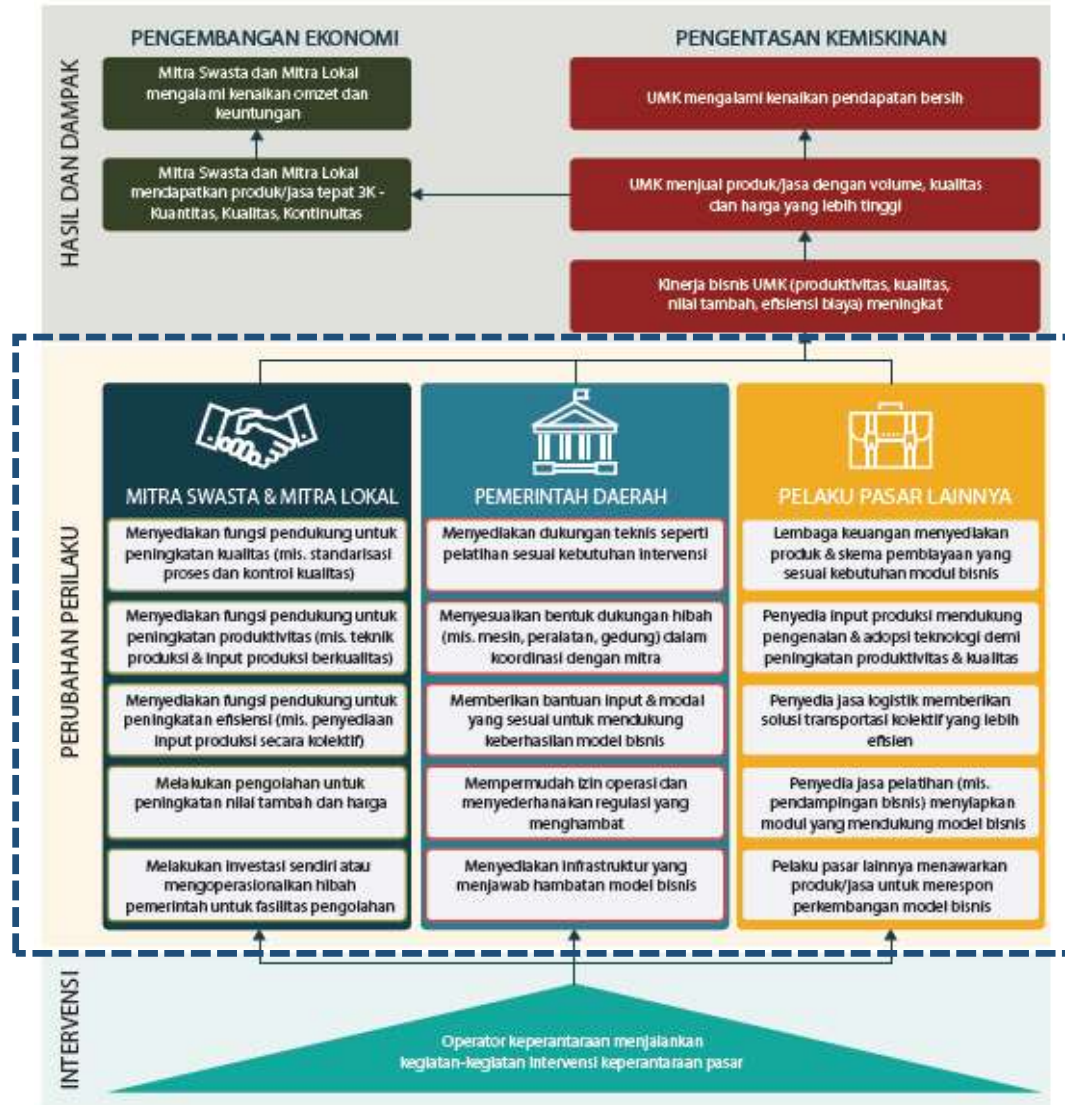 PENGEMBANGAN EKONOMI
PENGENTASAN KEMISKINAN
HASIL DAN DAMPAK
Mitra Swasta dan Mitra Lokal
mengalami kenaikan omzet dan
keuntungan
UMK mengalami kenaikan pendapatan bersih
Mitra Swasta dan Mitra Lokal
mendapatkan produk/jasa tepat 3K -
Kuantitas, Kualitas, Kontinuitas
UMK menjual produk/jasa dengan volume, kualitas
dan harga yang lebih tinggi
Kinerja bisnis UMK (produktivitas, kualitas,
nilai tambah, efisiensi biaya) meningkat
PERUBAHAN PERILAKU
MITRA SWASTA & MITRA LOKAL
Menyediakan fungsi pendukung untuk
peningkatan kualitas (mis. standarisasi
proses dan kontrol kualitas)
Menyediakan fungsi pendukung untuk
peningkatan produktivitas (mis. teknik
produksi & input produksi berkualitas)
Menyediakan fungsi pendukung untuk
peningkatan efisiensi (mis. penyediaan
input produksi secara kolektif)
Melakukan pengolahan untuk
peningkatan nilai tambah dan harga
Melakukan investasi sendiri atau
mengoperasionalkan hibah
pemerintah untuk fasilitas pengolahan
PEMERINTAH DAERAH
Menyediakan dukungan teknis seperti
pelatihan sesuai kebutuhan intervensi
Menyesuaikan bentuk dukungan hibah
(mis. mesin, peralatan, gedung) dalam
koordinasi dengan mitra
Memberikan bantuan input & modal
yang sesuai untuk mendukung
keberhasilan model bisnis
Mempermudah izin operasi dan
menyederhanakan regulasi yang
menghambat
Menyediakan infrastruktur yang
menjawab hambatan model bisnis
PELAKU PASAR LAINNYA
Lembaga keuangan menyediakan
produk & skema pembiayaan yang
sesuai kebutuhan modul bisnis
Penyedia input produksi mendukung
pengenalan & adopsi teknologi demi
peningkatan produktivitas & kualitas
Penyedia jasa logistik memberikan
solusi transportasi kolektif yang lebih
efisien
Penyedia jasa pelatihan (mis.
pendampingan bisnis) menyiapkan
modul yang mendukung model bisnis
Pelaku pasar lainnya menawarkan
produk/jasa untuk merespon
perkembangan model bisnis
INTERVENSI
Operator keperantaraan menjalankan
kegiatan-kegiatan intervensi keperantaraan pasar